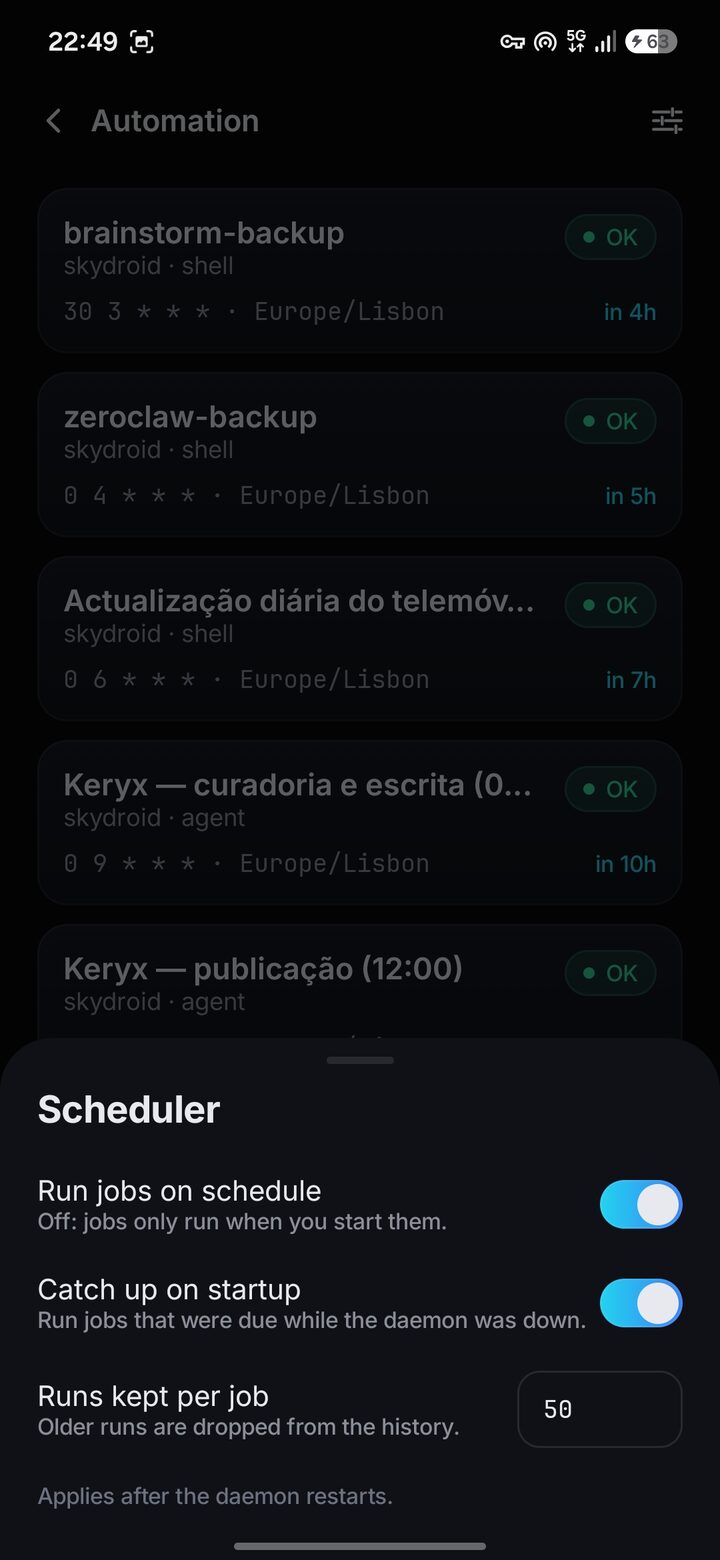 22:49
5G
63
Automation
brainstorm-backup
OK
skydroid · shell
30 3 * * * · Europe/Lisbon
in 4h
zeroclaw-backup
OK
skydroid · shell
0 4 * * * · Europe/Lisbon
in 5h
Actualização diária do telemóv...
OK
skydroid · shell
0 6 * * * · Europe/Lisbon
in 7h
Keryx — curadoria e escrita (0...
OK
skydroid · agent
0 9 * * * · Europe/Lisbon
in 10h
Keryx — publicação (12:00)
OK
skydroid · agent
Scheduler
Run jobs on schedule
Off: jobs only run when you start them.
Catch up on startup
Run jobs that were due while the daemon was down.
Runs kept per job
50
Older runs are dropped from the history.
Applies after the daemon restarts.